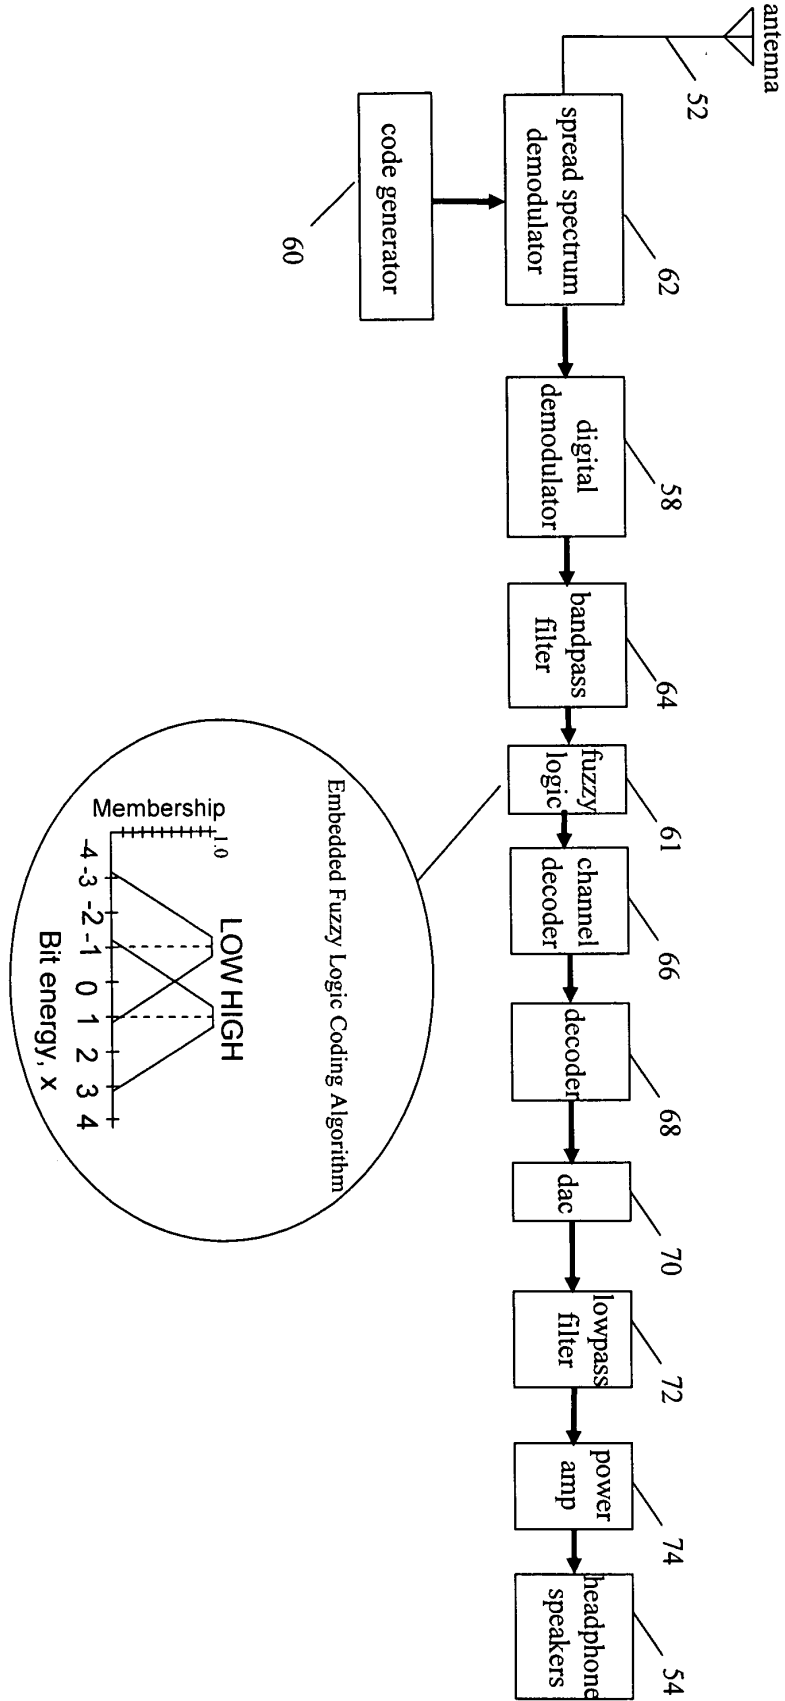 antenna
52
spread spectrum
demodulator
62
code generator
60
digital
demodulator
58
bandpass
filter
64
fuzzy
logic
61
channel
decoder
66
decoder
68
dac
70
lowpass
filter
72
power
amp
74
headphone
speakers
54
Embedded Fuzzy Logic Coding Algorithm
LOW HIGH
1.0
Membership
-4 -3 -2 -1 0 1 2 3 4
Bit energy, x